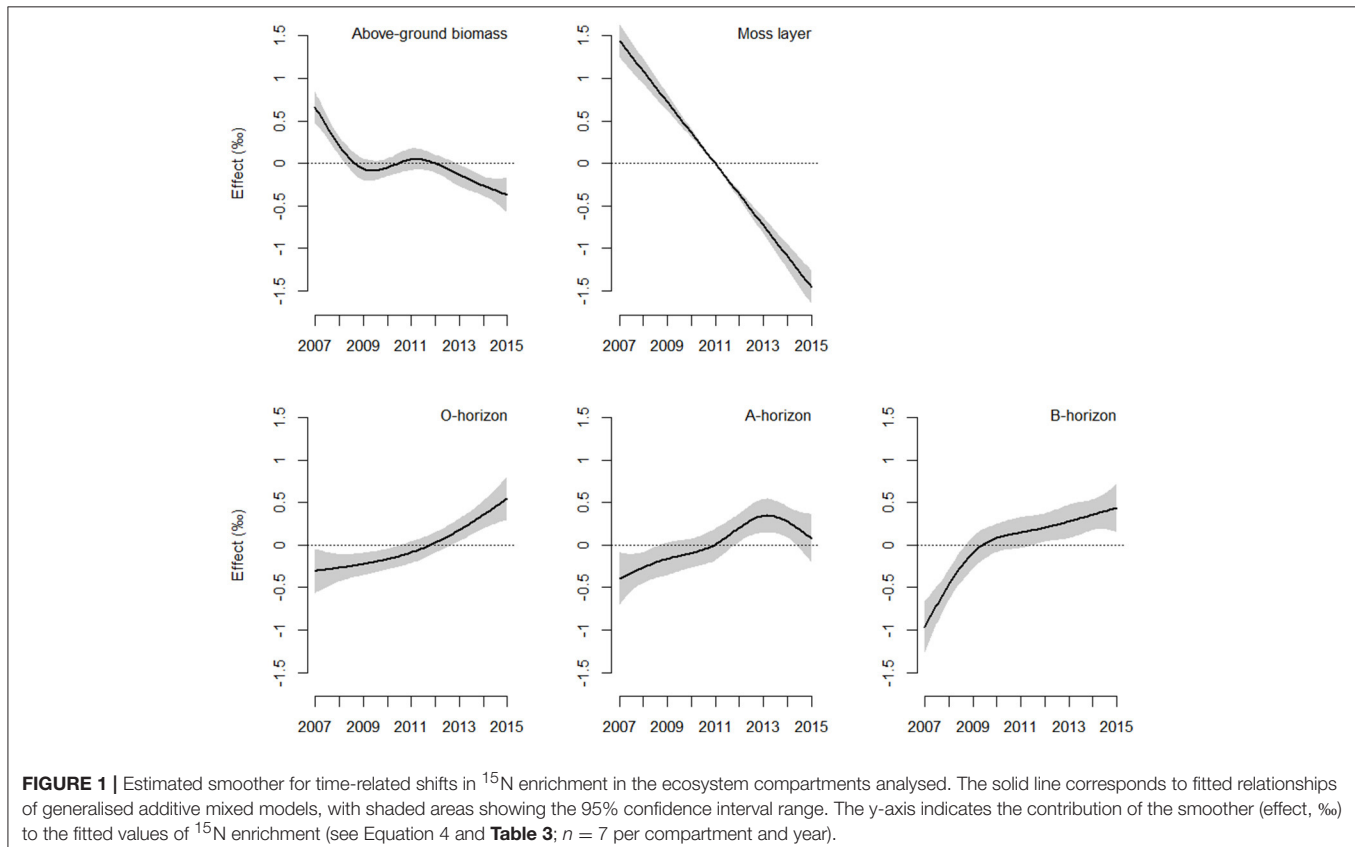 Above-ground biomass
Moss layer
Effect (‰)
1.5
1
0.5
0
-0.5
-1
-1.5
2007 2009 2011 2013 2015
1.5
1
0.5
0
-0.5
-1
-1.5
2007 2009 2011 2013 2015
O-horizon
A-horizon
B-horizon
Effect (‰)
1.5
1
0.5
0
-0.5
-1
-1.5
2007 2009 2011 2013 2015
1.5
1
0.5
0
-0.5
-1
-1.5
2007 2009 2011 2013 2015
1.5
1
0.5
0
-0.5
-1
-1.5
2007 2009 2011 2013 2015
FIGURE 1 | Estimated smoother for time-related shifts in ¹⁵N enrichment in the ecosystem compartments analysed. The solid line corresponds to fitted relationships
of generalised additive mixed models, with shaded areas showing the 95% confidence interval range. The y-axis indicates the contribution of the smoother (effect, ‰)
to the fitted values of ¹⁵N enrichment (see Equation 4 and Table 3; n = 7 per compartment and year).